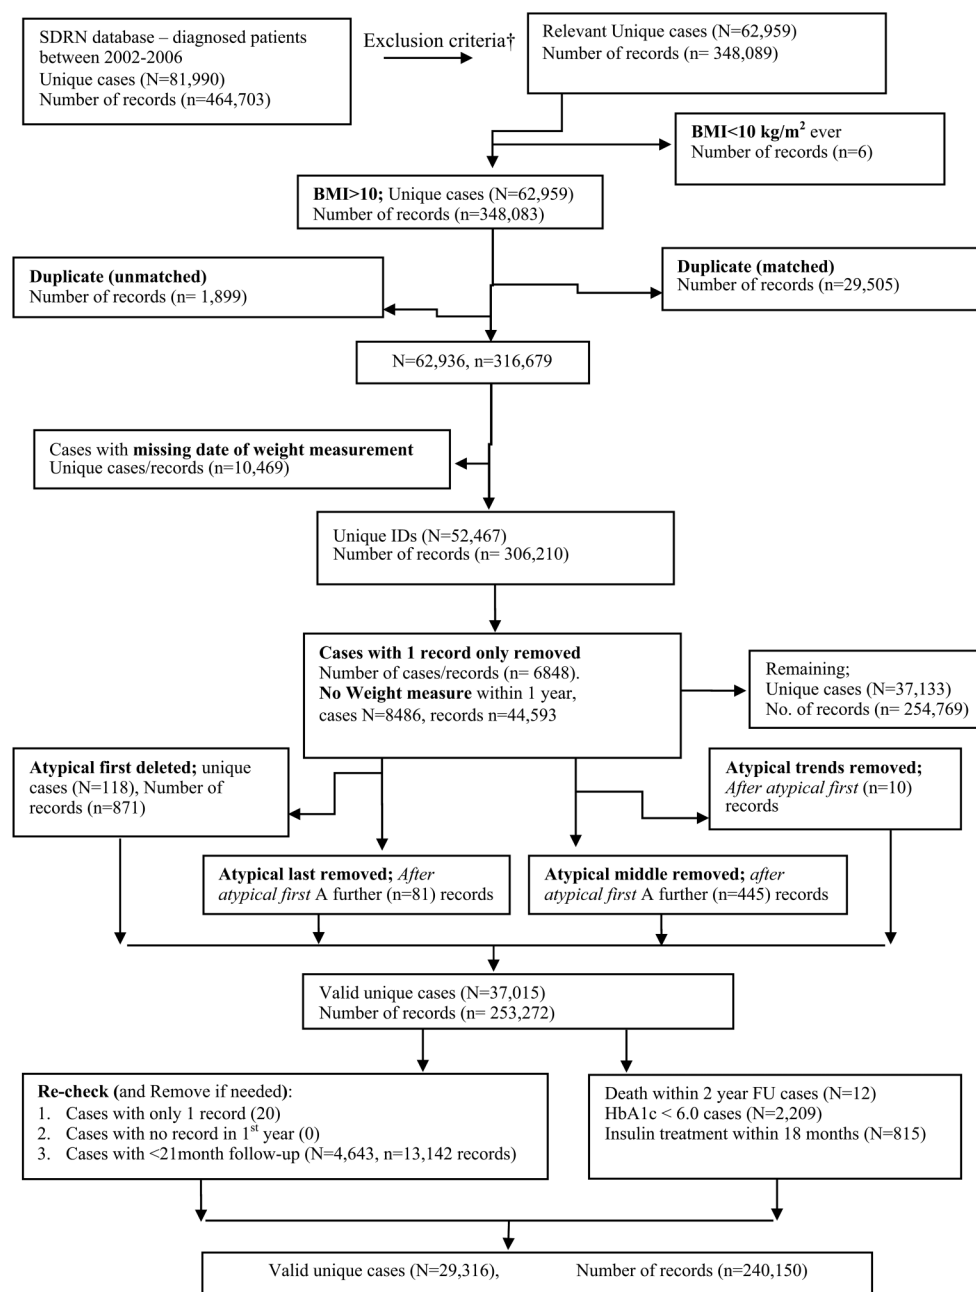 SDRN database – diagnosed patients
between 2002-2006
Unique cases (N=81,990)
Number of records (n=464,703)
Exclusion criteria†
Relevant Unique cases (N=62,959)
Number of records (n= 348,089)
BMI<10 kg/m² ever
Number of records (n=6)
BMI>10; Unique cases (N=62,959)
Number of records (n=348,083)
Duplicate (unmatched)
Number of records (n= 1,899)
Duplicate (matched)
Number of records (n=29,505)
N=62,936, n=316,679
Cases with missing date of weight measurement
Unique cases/records (n=10,469)
Unique IDs (N=52,467)
Number of records (n= 306,210)
Cases with 1 record only removed
Number of cases/records (n= 6848).
No Weight measure within 1 year,
cases N=8486, records n=44,593
Remaining;
Unique cases (N=37,133)
No. of records (n= 254,769)
Atypical first deleted; unique
cases (N=118), Number of
records (n=871)
Atypical trends removed;
After atypical first (n=10)
records
Atypical last removed; After
atypical first A further (n=81) records
Atypical middle removed; after
atypical first A further (n=445) records
Valid unique cases (N=37,015)
Number of records (n= 253,272)
Re-check (and Remove if needed):
1. Cases with only 1 record (20)
2. Cases with no record in 1st year (0)
3. Cases with <21month follow-up (N=4,643, n=13,142 records)
Death within 2 year FU cases (N=12)
HbA1c < 6.0 cases (N=2,209)
Insulin treatment within 18 months (N=815)
Valid unique cases (N=29,316), Number of records (n=240,150)